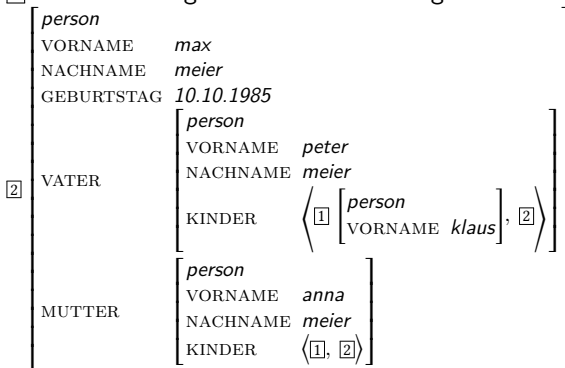 person
VORNAME max
NACHNAME meier
GEBURTSTAG 10.10.1985
person
VORNAME peter
NACHNAME meier
2 VATER
KINDER ⟨ 1 person
VORNAME klaus , 2 ⟩
person
VORNAME anna
MUTTER
NACHNAME meier
KINDER ⟨ 1 , 2 ⟩